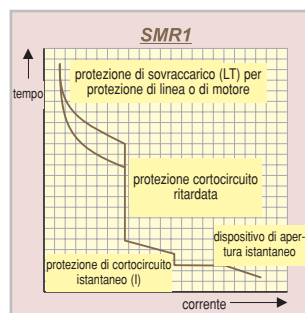 SMR1
protezione di sovraccarico (LT) per
protezione di linea o di motore
tempo
protezione cortocircuito
ritardata
dispositivo di aper-
tura istantaneo
protezione di cortocircuito
istantaneo (I)
corrente